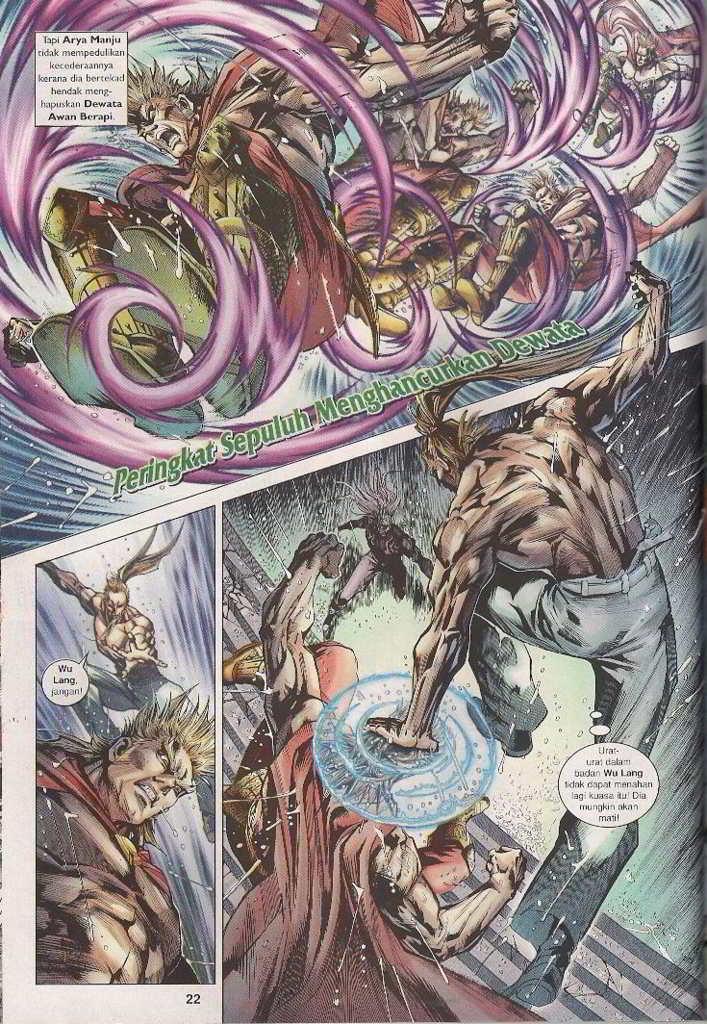 Tapi Arya Manju
tidak mempedulikan
kecederaannya
kerana dia bertekad
hendak meng-
hapuskan Dewata
Awan Berapi.
Peringkat Sepuluh Menghancurkan Dewata
Wu
Lang,
jangan!
Urat-
urat dalam
badan Wu Lang
tidak dapat menahan
lagi kuasa itu! Dia
mungkin akan
mati!
22